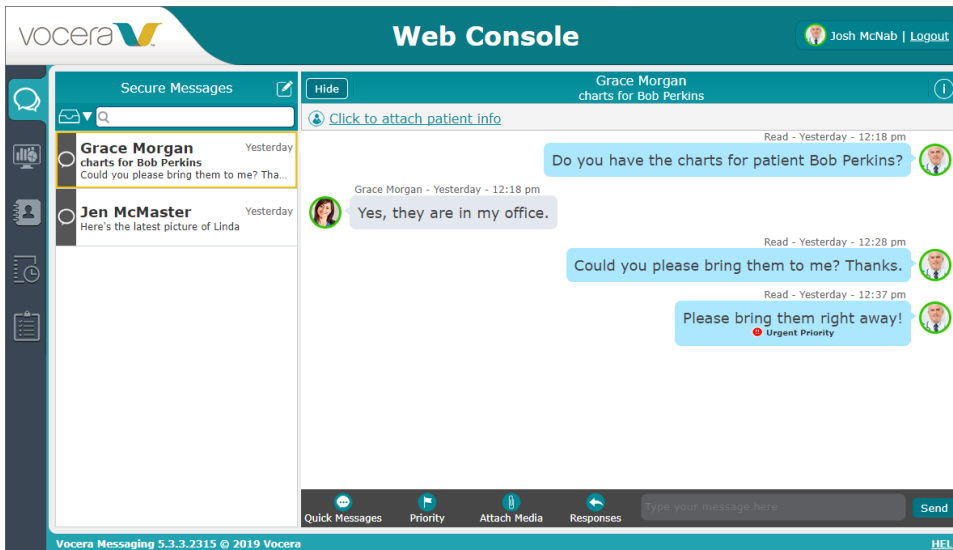 vocera
Web Console
Josh McNab | Logout
Secure Messages
Hide
Grace Morgan
charts for Bob Perkins
Click to attach patient info
Grace Morgan Yesterday
charts for Bob Perkins
Could you please bring them to me? Tha...
Jen McMaster Yesterday
Here's the latest picture of Linda
Read - Yesterday - 12:18 pm
Do you have the charts for patient Bob Perkins?
Grace Morgan - Yesterday - 12:18 pm
Yes, they are in my office.
Read - Yesterday - 12:28 pm
Could you please bring them to me? Thanks.
Read - Yesterday - 12:37 pm
Please bring them right away!
!! Urgent Priority
Quick Messages Priority Attach Media Responses Type your message here Send
Vocera Messaging 5.3.3.2315 © 2019 Vocera HEL